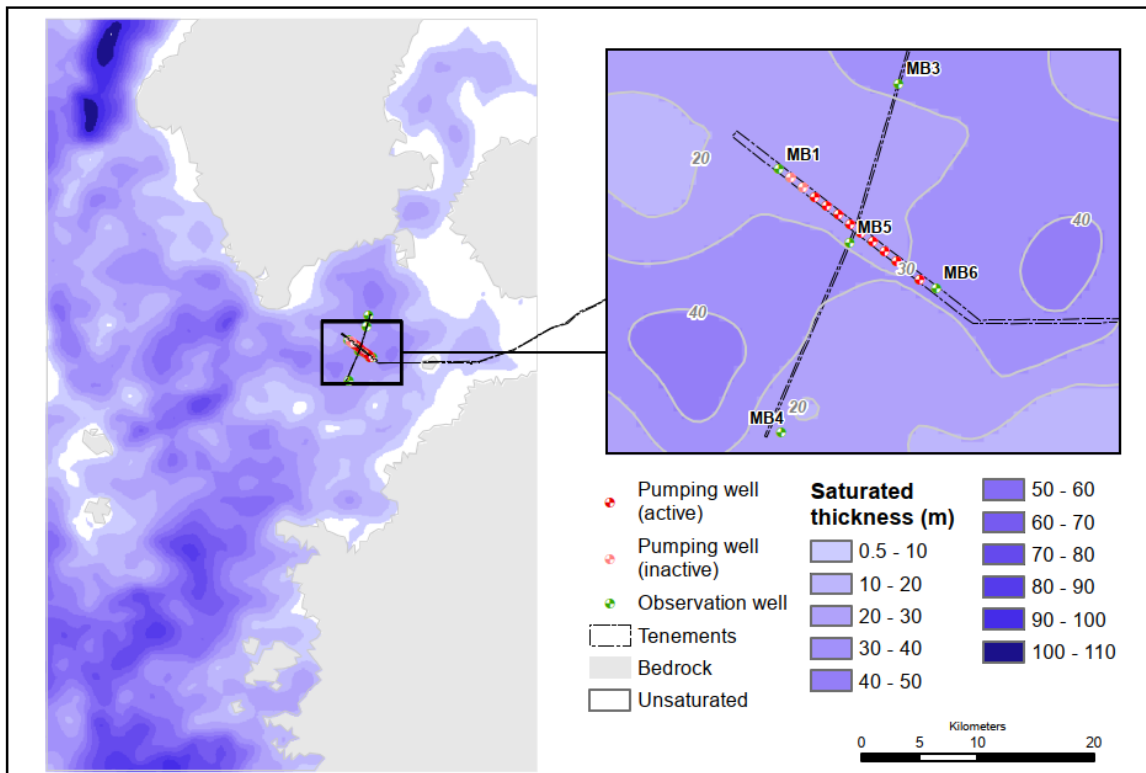 MB3
20
MB1
MB5
40
30
MB6
40
20
MB4
Pumping well
(active)
Pumping well
(inactive)
Observation well
Tenements
Bedrock
Unsaturated
Saturated
thickness (m)
0.5 - 10
10 - 20
20 - 30
30 - 40
40 - 50
50 - 60
60 - 70
70 - 80
80 - 90
90 - 100
100 - 110
Kilometers
0 5 10 20